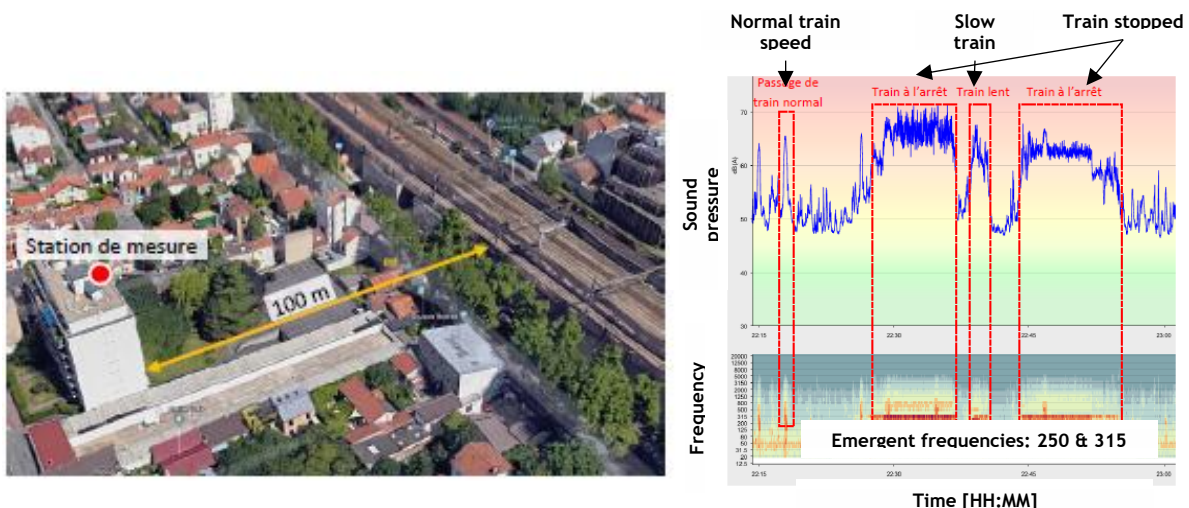 Station de mesure
100 m
Normal train
speed
Slow
train
Train stopped
Passage de
train normal
Train à l'arrêt
Train lent
Train à l'arrêt
Sound
pressure
dB(A)
70
60
50
40
30
22:15
22:30
22:45
23:00
Frequency
20000
12500
8000
5000
3150
2000
1250
800
500
315
200
125
80
50
31.5
20
12.5
Emergent frequencies: 250 & 315
22:15
22:30
22:45
23:00
Time [HH:MM]